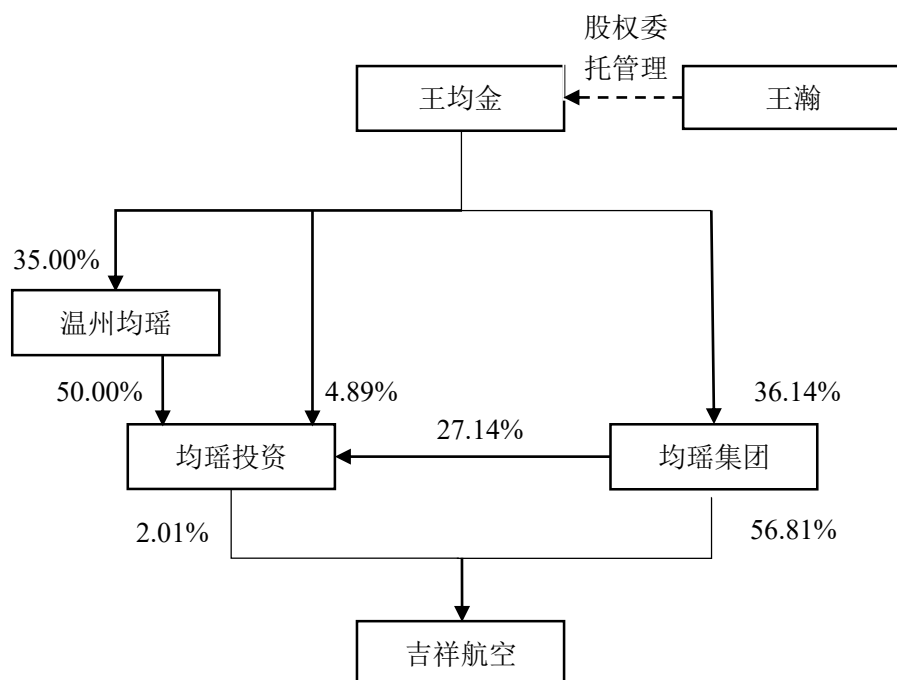 股权委
托管理
王均金
王瀚
35.00%
温州均瑶
50.00%
4.89%
36.14%
27.14%
均瑶投资
均瑶集团
2.01%
56.81%
吉祥航空